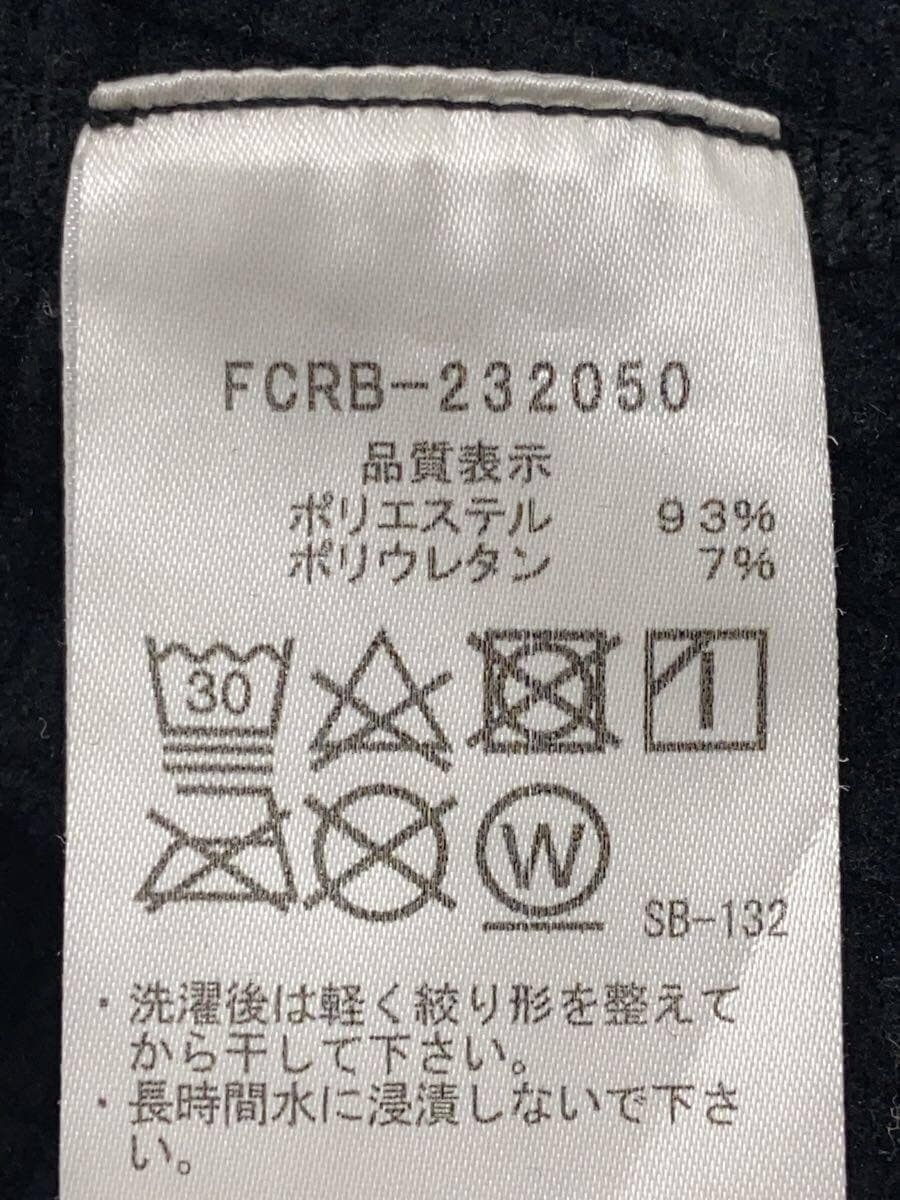 FCRB-232050
品質表示
ポリエステル 93%
ポリウレタン 7%
30
W
SB-132
・洗濯後は軽く絞り形を整えて
から干して下さい。
・長時間水に浸漬しないで下さ
い。